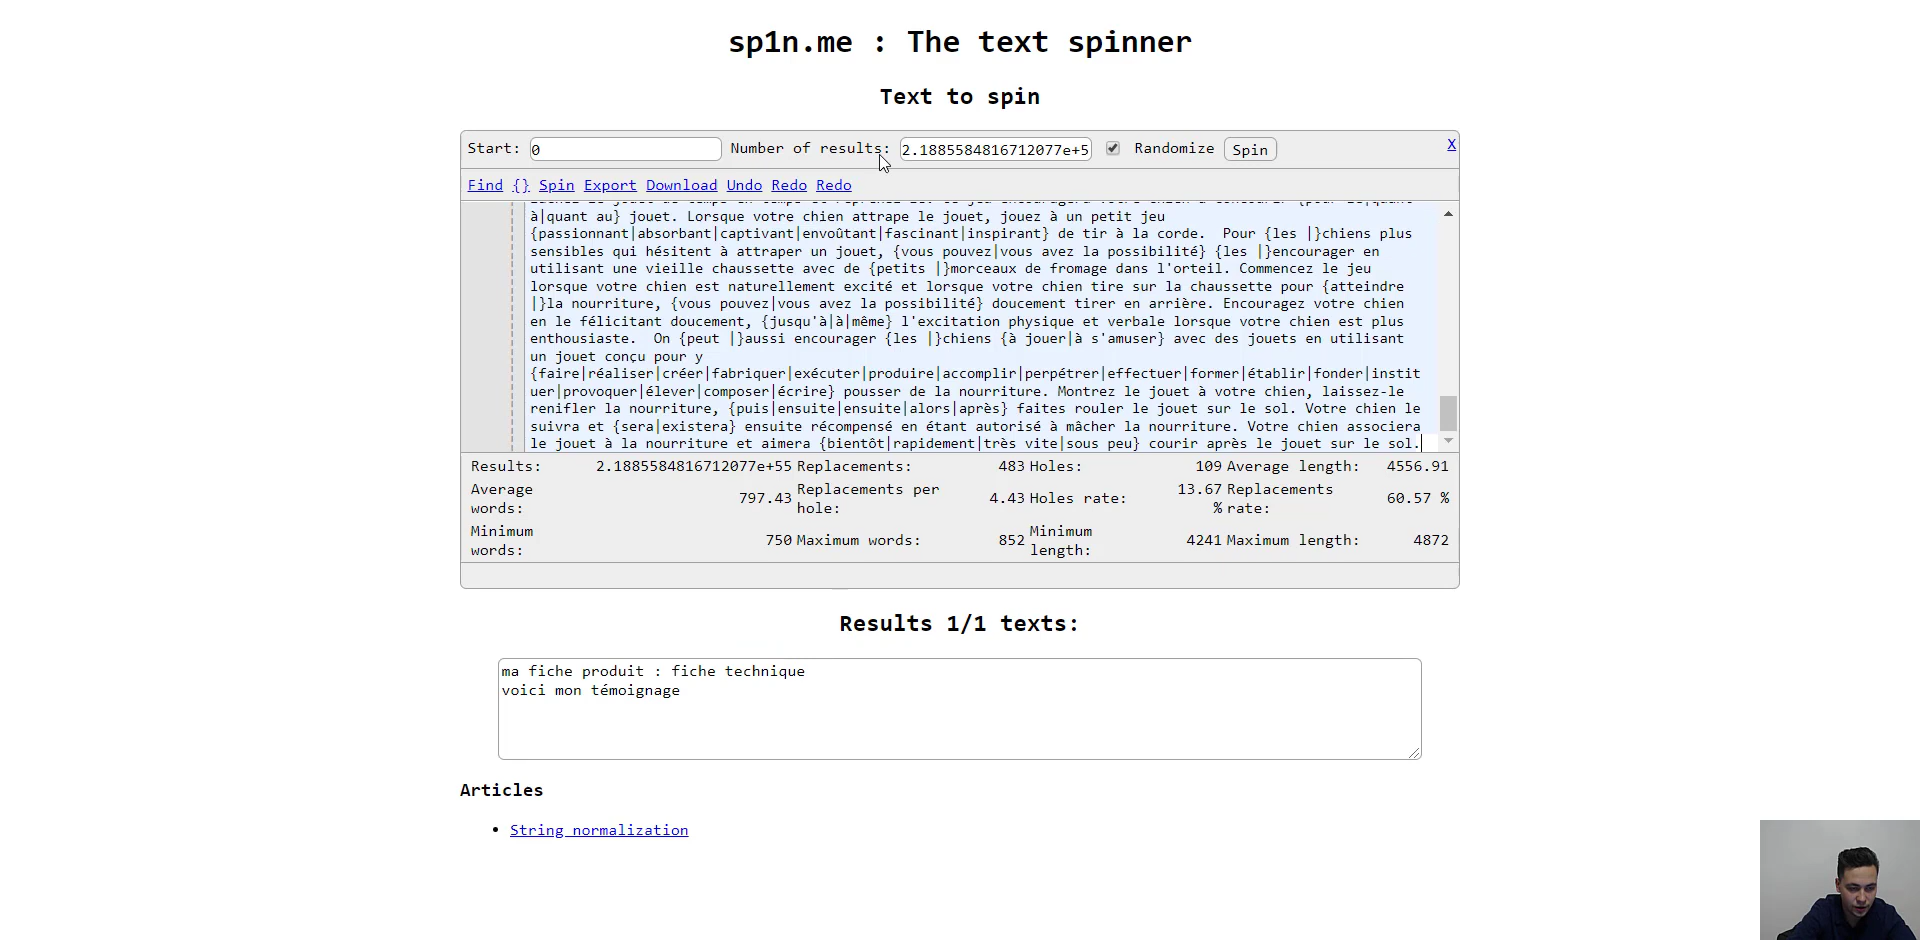 sp1n.me : The text spinner
Text to spin
Start: 0 Number of results: 2.1885584816712077e+5 Randomize Spin X
Find {} Spin Export Download Undo Redo Redo
à|quant au} jouet. Lorsque votre chien attrape le jouet, jouez à un petit jeu
{passionnant|absorbant|captivant|envoûtant|fascinant|inspirant} de tir à la corde.  Pour {les |}chiens plus
sensibles qui hésitent à attraper un jouet, {vous pouvez|vous avez la possibilité} {les |}encourager en
utilisant une vieille chaussette avec de {petits |}morceaux de fromage dans l'orteil. Commencez le jeu
lorsque votre chien est naturellement excité et lorsque votre chien tire sur la chaussette pour {atteindre
|}la nourriture, {vous pouvez|vous avez la possibilité} doucement tirer en arrière. Encouragez votre chien
en le félicitant doucement, {jusqu'à|à|même} l'excitation physique et verbale lorsque votre chien est plus
enthousiaste.  On {peut |}aussi encourager {les |}chiens {à jouer|à s'amuser} avec des jouets en utilisant
un jouet conçu pour y
{faire|réaliser|créer|fabriquer|exécuter|produire|accomplir|perpétrer|effectuer|former|établir|fonder|instit
uer|provoquer|élever|composer|écrire} pousser de la nourriture. Montrez le jouet à votre chien, laissez-le
renifler la nourriture, {puis|ensuite|ensuite|alors|après} faites rouler le jouet sur le sol. Votre chien le
suivra et {sera|existera} ensuite récompensé en étant autorisé à mâcher la nourriture. Votre chien associera
le jouet à la nourriture et aimera {bientôt|rapidement|très vite|sous peu} courir après le jouet sur le sol.
Results: 2.1885584816712077e+55 Replacements: 483 Holes: 109 Average length: 4556.91
Average words: 797.43 Replacements per hole: 4.43 Holes rate: 13.67 % Replacements rate: 60.57 %
Minimum words: 750 Maximum words: 852 Minimum length: 4241 Maximum length: 4872
Results 1/1 texts:
ma fiche produit : fiche technique
voici mon témoignage
Articles
• String normalization